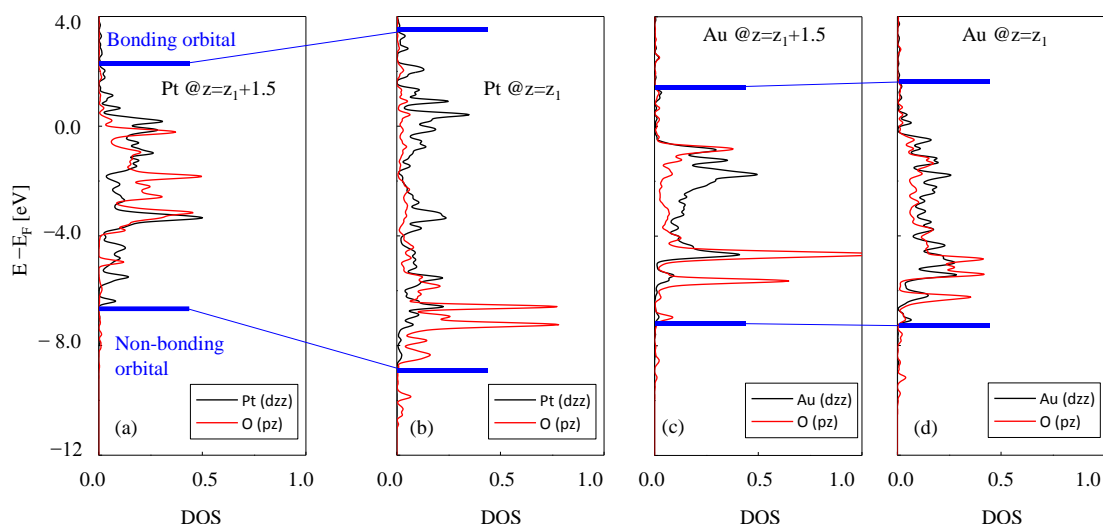 4.0
0.0
−4.0
−8.0
−12
E −E_F [eV]
Bonding orbital
Pt @z=z₁+1.5
Non-bonding
orbital
(a)
Pt (dzz)
O (pz)
0.0 0.5 1.0
DOS
Pt @z=z₁
(b)
Pt (dzz)
O (pz)
0.0 0.5 1.0
DOS
Au @z=z₁+1.5
(c)
Au (dzz)
O (pz)
0.0 0.5 1.0
DOS
Au @z=z₁
(d)
Au (dzz)
O (pz)
0.0 0.5 1.0
DOS